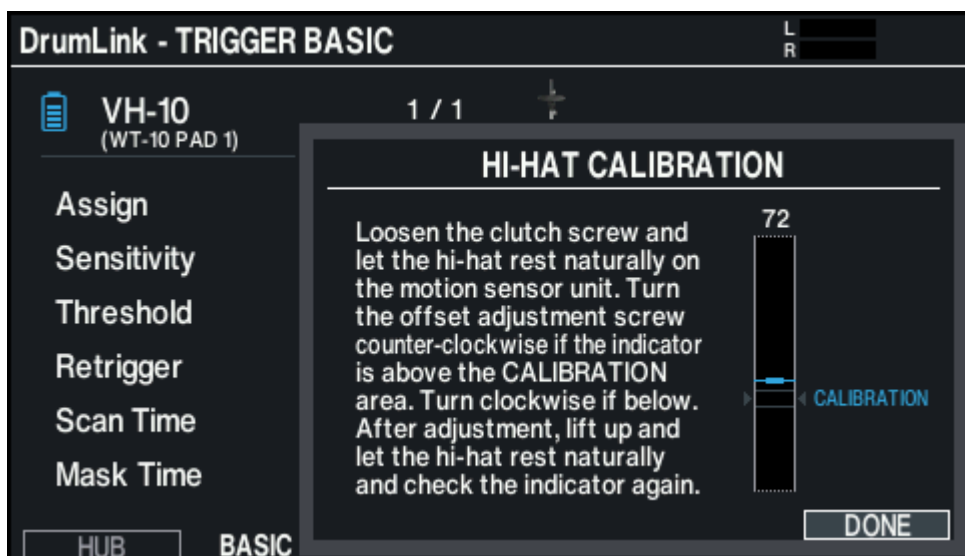 DrumLink - TRIGGER BASIC
L
R
VH-10
1 / 1
(WT-10 PAD 1)
Assign
Sensitivity
Threshold
Retrigger
Scan Time
Mask Time
HUB
BASIC
HI-HAT CALIBRATION
Loosen the clutch screw and
let the hi-hat rest naturally on
the motion sensor unit. Turn
the offset adjustment screw
counter-clockwise if the indicator
is above the CALIBRATION
area. Turn clockwise if below.
After adjustment, lift up and
let the hi-hat rest naturally
and check the indicator again.
72
CALIBRATION
DONE